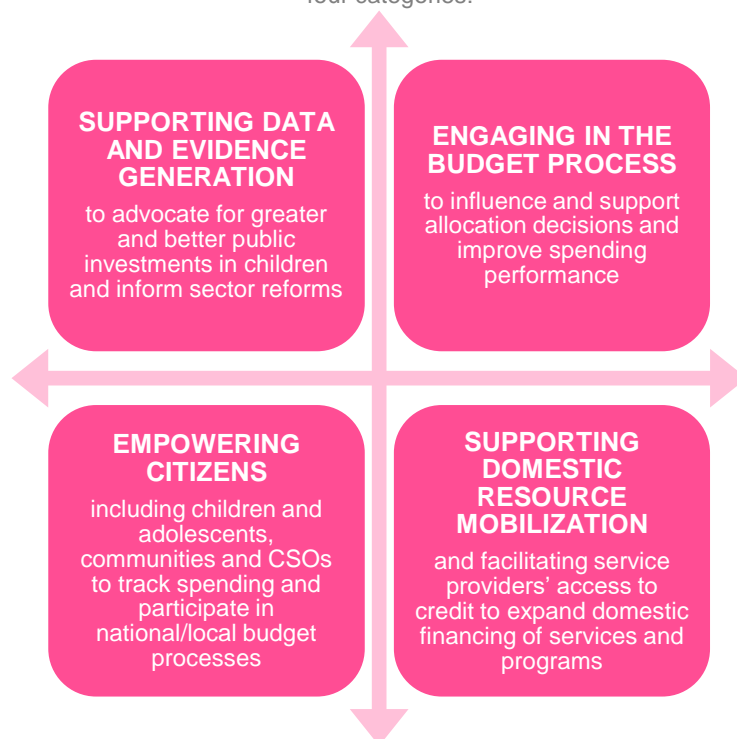 four categories:
SUPPORTING DATA
AND EVIDENCE
GENERATION
to advocate for greater
and better public
investments in children
and inform sector reforms
ENGAGING IN THE
BUDGET PROCESS
to influence and support
allocation decisions and
improve spending
performance
EMPOWERING
CITIZENS
including children and
adolescents,
communities and CSOs
to track spending and
participate in
national/local budget
processes
SUPPORTING
DOMESTIC
RESOURCE
MOBILIZATION
and facilitating service
providers’ access to
credit to expand domestic
financing of services and
programs